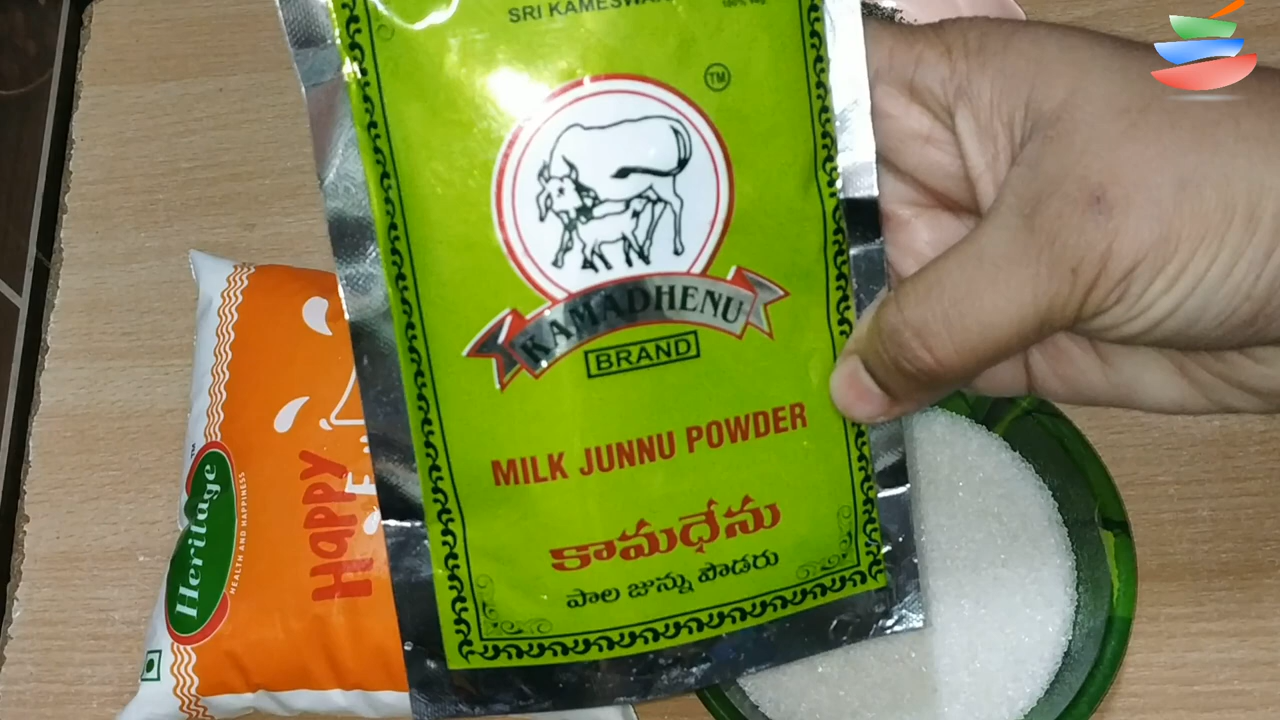 SRI KAMESWAR
TM
KAMADHENU
BRAND
MILK JUNNU POWDER
కామధేను
పాల జున్ను పౌడరు
Heritage
HEALTH AND HAPPINESS
Happy